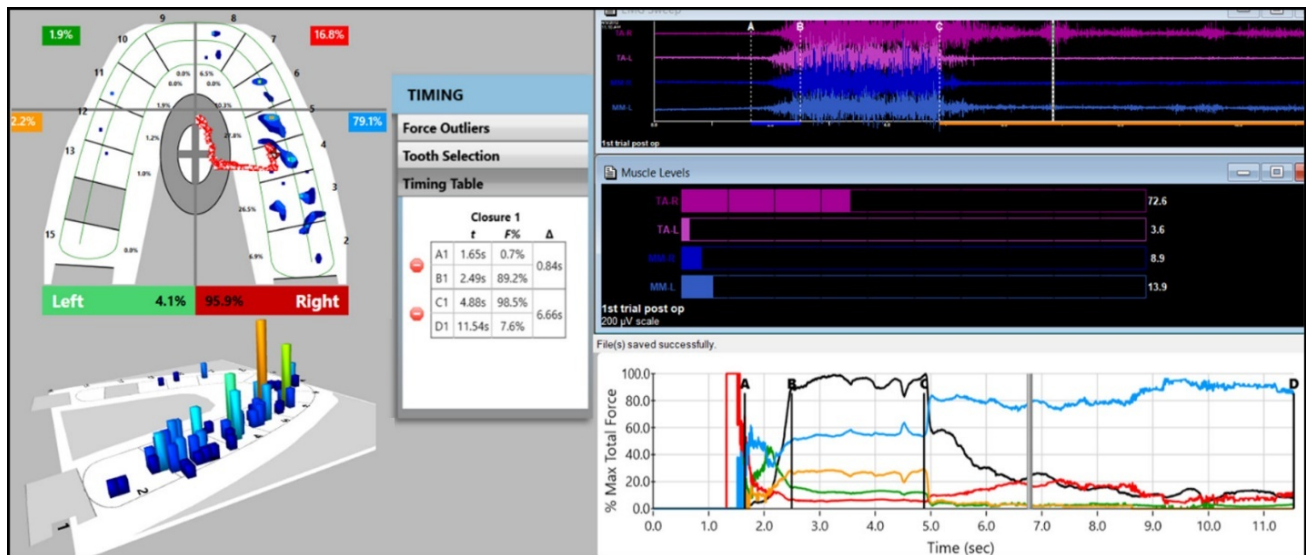 1.9%
16.8%
2.2%
79.1%
9 8
10 7
11
12 5
13 4
3
15 2
0.0% 6.5%
0.0% 0.0%
1.9%
1.2% 27.8%
1.0%
26.5%
0.0% 6.9%
Left 4.1% 95.9% Right
2
1
TIMING
Force Outliers
Tooth Selection
Timing Table
Closure 1
t F% Δ
A1 1.65s 0.7% 0.84s
B1 2.49s 89.2%
C1 4.88s 98.5% 6.66s
D1 11.54s 7.6%
EMG Sweep
A B C
TA-R
TA-L
MM-R
MM-L
1st trial post op
Muscle Levels
TA-R 72.6
TA-L 3.6
MM-R 8.9
MM-L 13.9
1st trial post op
200 µV scale
File(s) saved successfully.
% Max Total Force
100.0
80.0
60.0
40.0
20.0
0.0
A B C D
0.0 1.0 2.0 3.0 4.0 5.0 6.0 7.0 8.0 9.0 10.0 11.0
Time (sec)